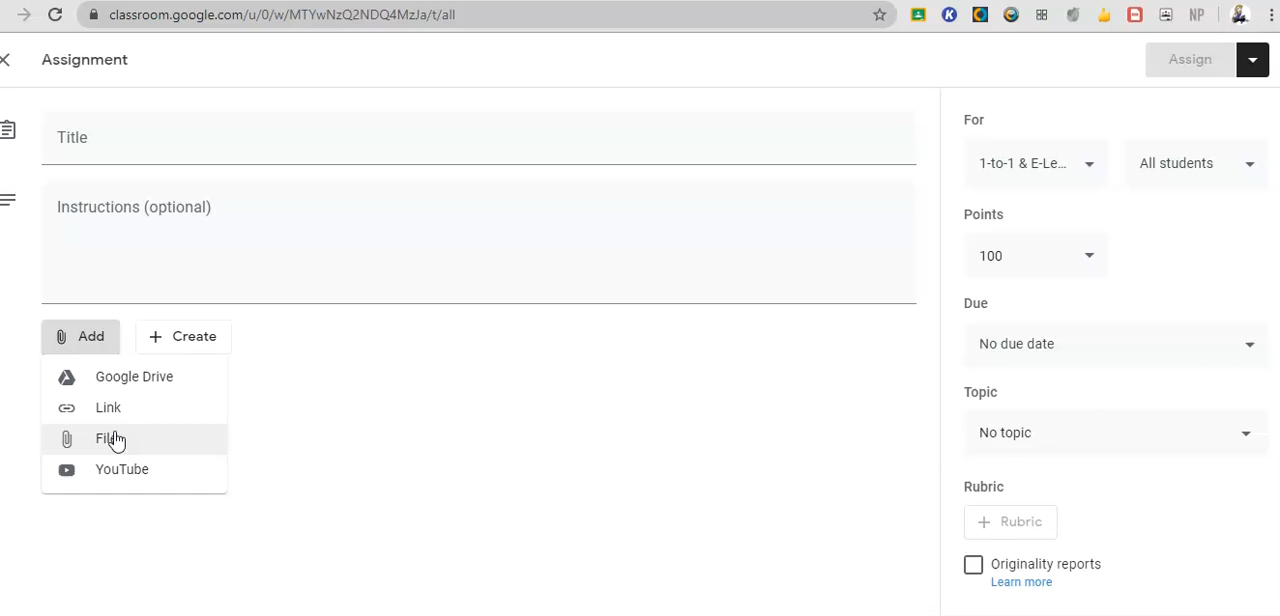 classroom.google.com/u/0/w/MTYwNzQ2NDQ4MzJa/t/all
NP
Assignment
Assign
Title
Instructions (optional)
Add
Create
Google Drive
Link
File
YouTube
For
1-to-1 & E-Le...
All students
Points
100
Due
No due date
Topic
No topic
Rubric
Rubric
Originality reports
Learn more